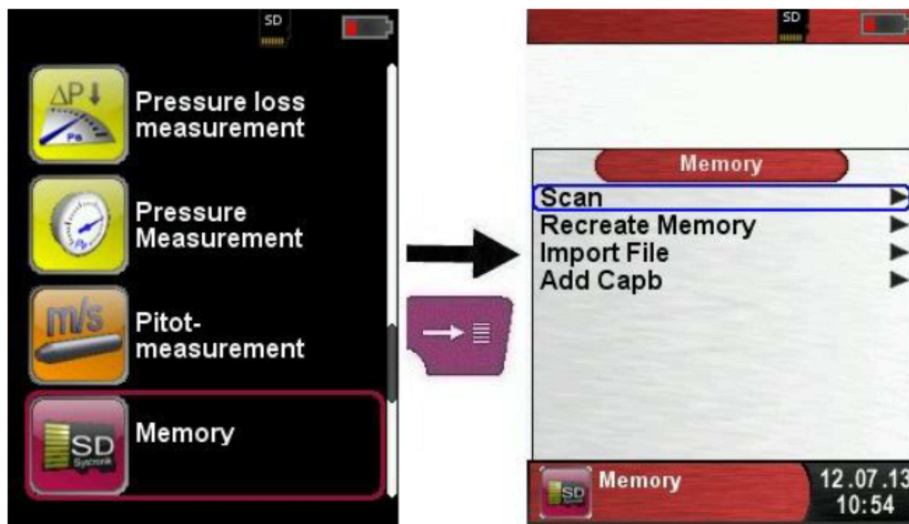 SD
ΔP
Pa
Pressure loss
measurement
Pressure
Measurement
m/s
Pitot-
measurement
SD
Memory
SD
Memory
Scan
Recreate Memory
Import File
Add Capb
SD
Memory
12.07.13
10:54